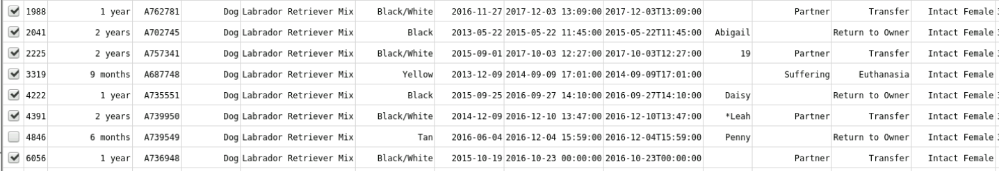 1988 1 year A762781 Dog Labrador Retriever Mix Black/White 2016-11-27 2017-12-03 13:09:00 2017-12-03T13:09:00 Partner Transfer Intact Female
2041 2 years A702745 Dog Labrador Retriever Mix Black 2013-05-22 2015-05-22 11:45:00 2015-05-22T11:45:00 Abigail Return to Owner Intact Female
2225 2 years A757341 Dog Labrador Retriever Mix Black/White 2015-09-01 2017-10-03 12:27:00 2017-10-03T12:27:00 19 Partner Transfer Intact Female
3319 9 months A687748 Dog Labrador Retriever Mix Yellow 2013-12-09 2014-09-09 17:01:00 2014-09-09T17:01:00 Suffering Euthanasia Intact Female
4222 1 year A735551 Dog Labrador Retriever Mix Black 2015-09-25 2016-09-27 14:10:00 2016-09-27T14:10:00 Daisy Return to Owner Intact Female
4391 2 years A739950 Dog Labrador Retriever Mix Black/White 2014-12-09 2016-12-10 13:47:00 2016-12-10T13:47:00 *Leah Partner Transfer Intact Female
4846 6 months A739549 Dog Labrador Retriever Mix Tan 2016-06-04 2016-12-04 15:59:00 2016-12-04T15:59:00 Penny Return to Owner Intact Female
6056 1 year A736948 Dog Labrador Retriever Mix Black/White 2015-10-19 2016-10-23 00:00:00 2016-10-23T00:00:00 Partner Transfer Intact Female